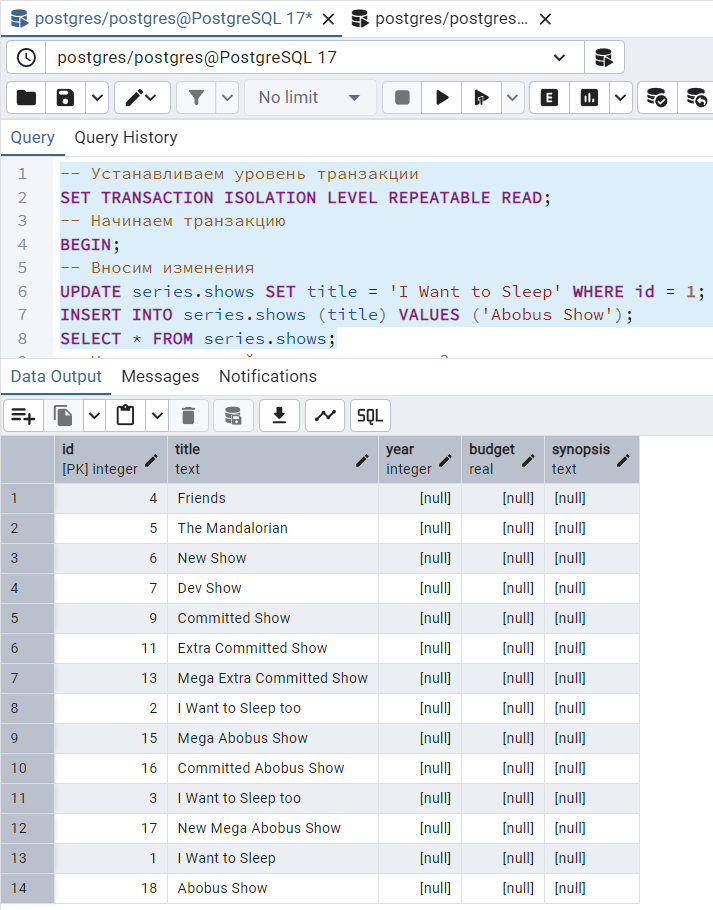 postgres/postgres@PostgreSQL 17*
postgres/postgres...
postgres/postgres@PostgreSQL 17
No limit
E
Query
Query History
1 -- Устанавливаем уровень транзакции
2 SET TRANSACTION ISOLATION LEVEL REPEATABLE READ;
3 -- Начинаем транзакцию
4 BEGIN;
5 -- Вносим изменения
6 UPDATE series.shows SET title = 'I Want to Sleep' WHERE id = 1;
7 INSERT INTO series.shows (title) VALUES ('Abobus Show');
8 SELECT * FROM series.shows;
Data Output
Messages
Notifications
SQL
id title year budget synopsis
[PK] integer text integer real text
1 4 Friends [null] [null] [null]
2 5 The Mandalorian [null] [null] [null]
3 6 New Show [null] [null] [null]
4 7 Dev Show [null] [null] [null]
5 9 Committed Show [null] [null] [null]
6 11 Extra Committed Show [null] [null] [null]
7 13 Mega Extra Committed Show [null] [null] [null]
8 2 I Want to Sleep too [null] [null] [null]
9 15 Mega Abobus Show [null] [null] [null]
10 16 Committed Abobus Show [null] [null] [null]
11 3 I Want to Sleep too [null] [null] [null]
12 17 New Mega Abobus Show [null] [null] [null]
13 1 I Want to Sleep [null] [null] [null]
14 18 Abobus Show [null] [null] [null]